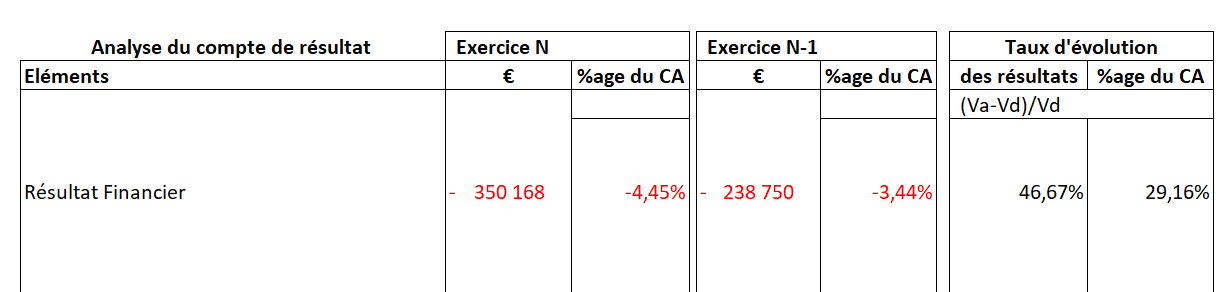 Analyse du compte de résultat Exercice N Exercice N-1 Taux d'évolution
Eléments € %age du CA € %age du CA des résultats %age du CA
(Va-Vd)/Vd
Résultat Financier - 350 168 -4,45% - 238 750 -3,44% 46,67% 29,16%